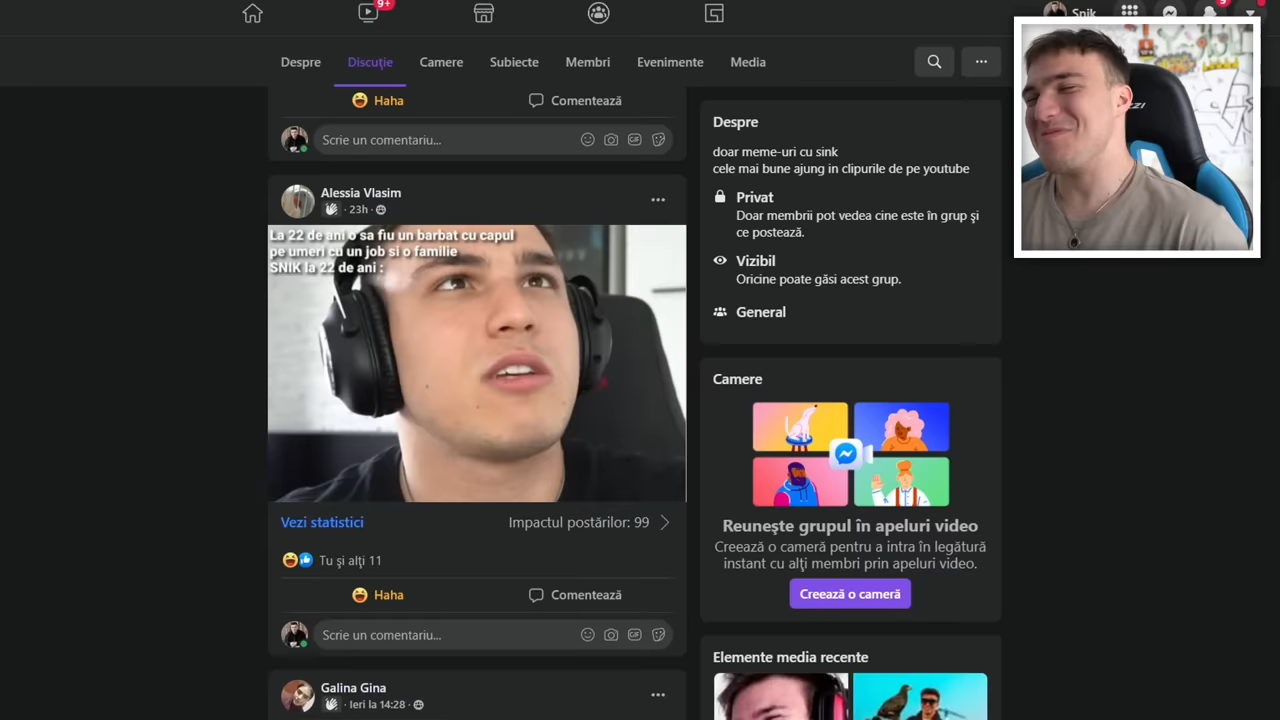 9+
Snik
9
Despre
Discuție
Camere
Subiecte
Membri
Evenimente
Media
Haha
Comentează
Scrie un comentariu...
Alessia Vlasim
· 23h ·
La 22 de ani o sa fiu un barbat cu capul
pe umeri cu un job si o familie
SNIK la 22 de ani :
Vezi statistici
Impactul postărilor: 99
Tu și alți 11
Haha
Comentează
Scrie un comentariu...
Galina Gina
· Ieri la 14:28 ·
Despre
doar meme-uri cu sink
cele mai bune ajung in clipurile de pe youtube
Privat
Doar membrii pot vedea cine este în grup și
ce postează.
Vizibil
Oricine poate găsi acest grup.
General
Camere
Reunește grupul în apeluri video
Creează o cameră pentru a intra în legătură
instant cu alți membri prin apeluri video.
Creează o cameră
Elemente media recente